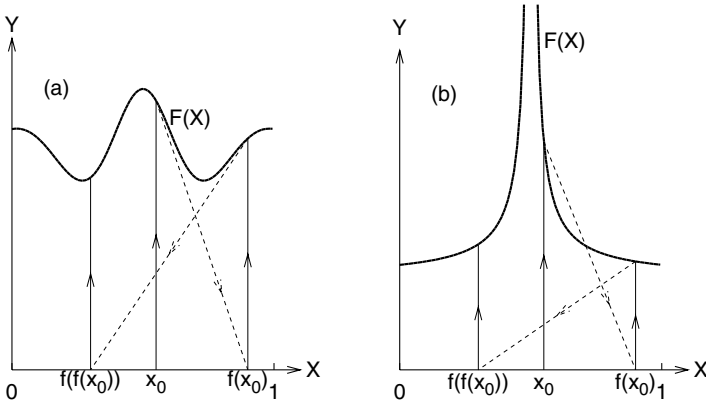 Y
(a)
F(X)
0
f(f(x₀))
x₀
f(x₀)
1
X
Y
(b)
F(X)
0
f(f(x₀))
x₀
f(x₀)
1
X